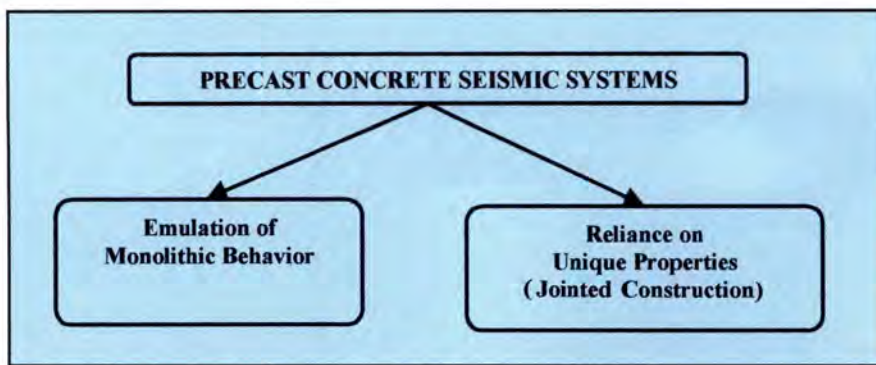 PRECAST CONCRETE SEISMIC SYSTEMS
Emulation of
Monolithic Behavior
Reliance on
Unique Properties
( Jointed Construction)